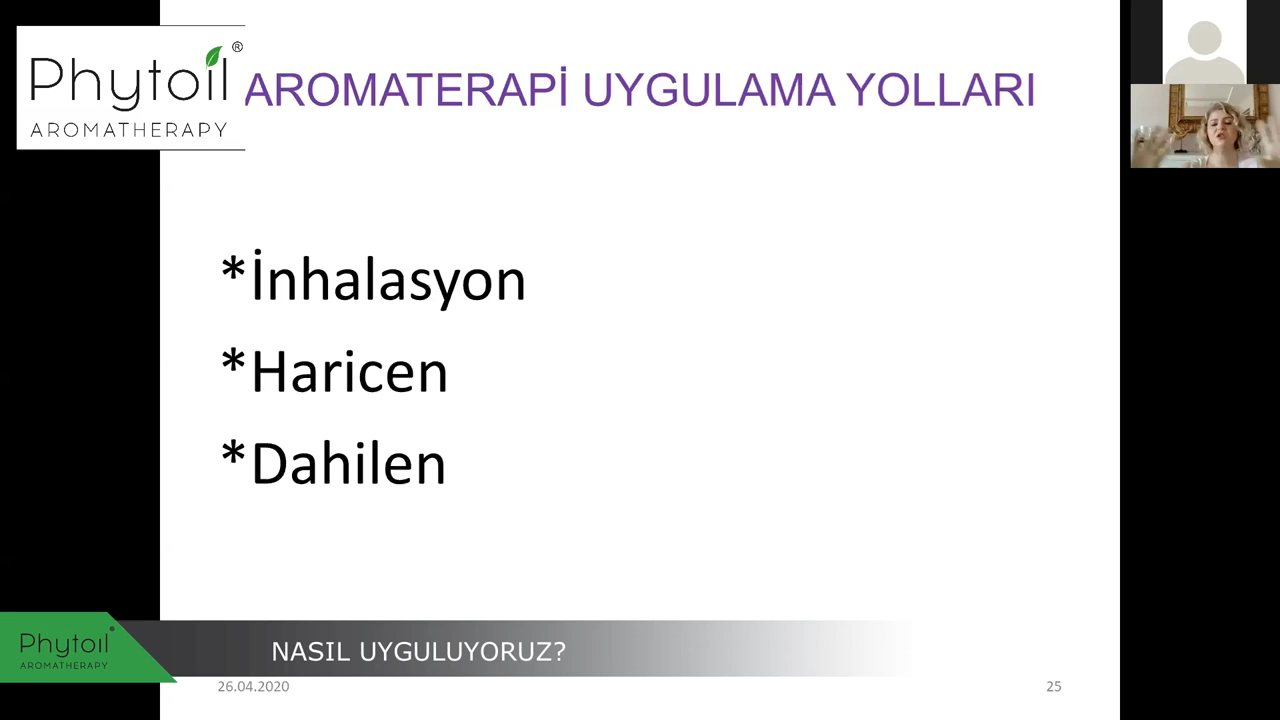 Phytoil®
AROMATHERAPY
AROMATERAPİ UYGULAMA YOLLARI
*İnhalasyon
*Haricen
*Dahilen
Phytoil®
AROMATHERAPY
NASIL UYGULUYORUZ?
26.04.2020
25